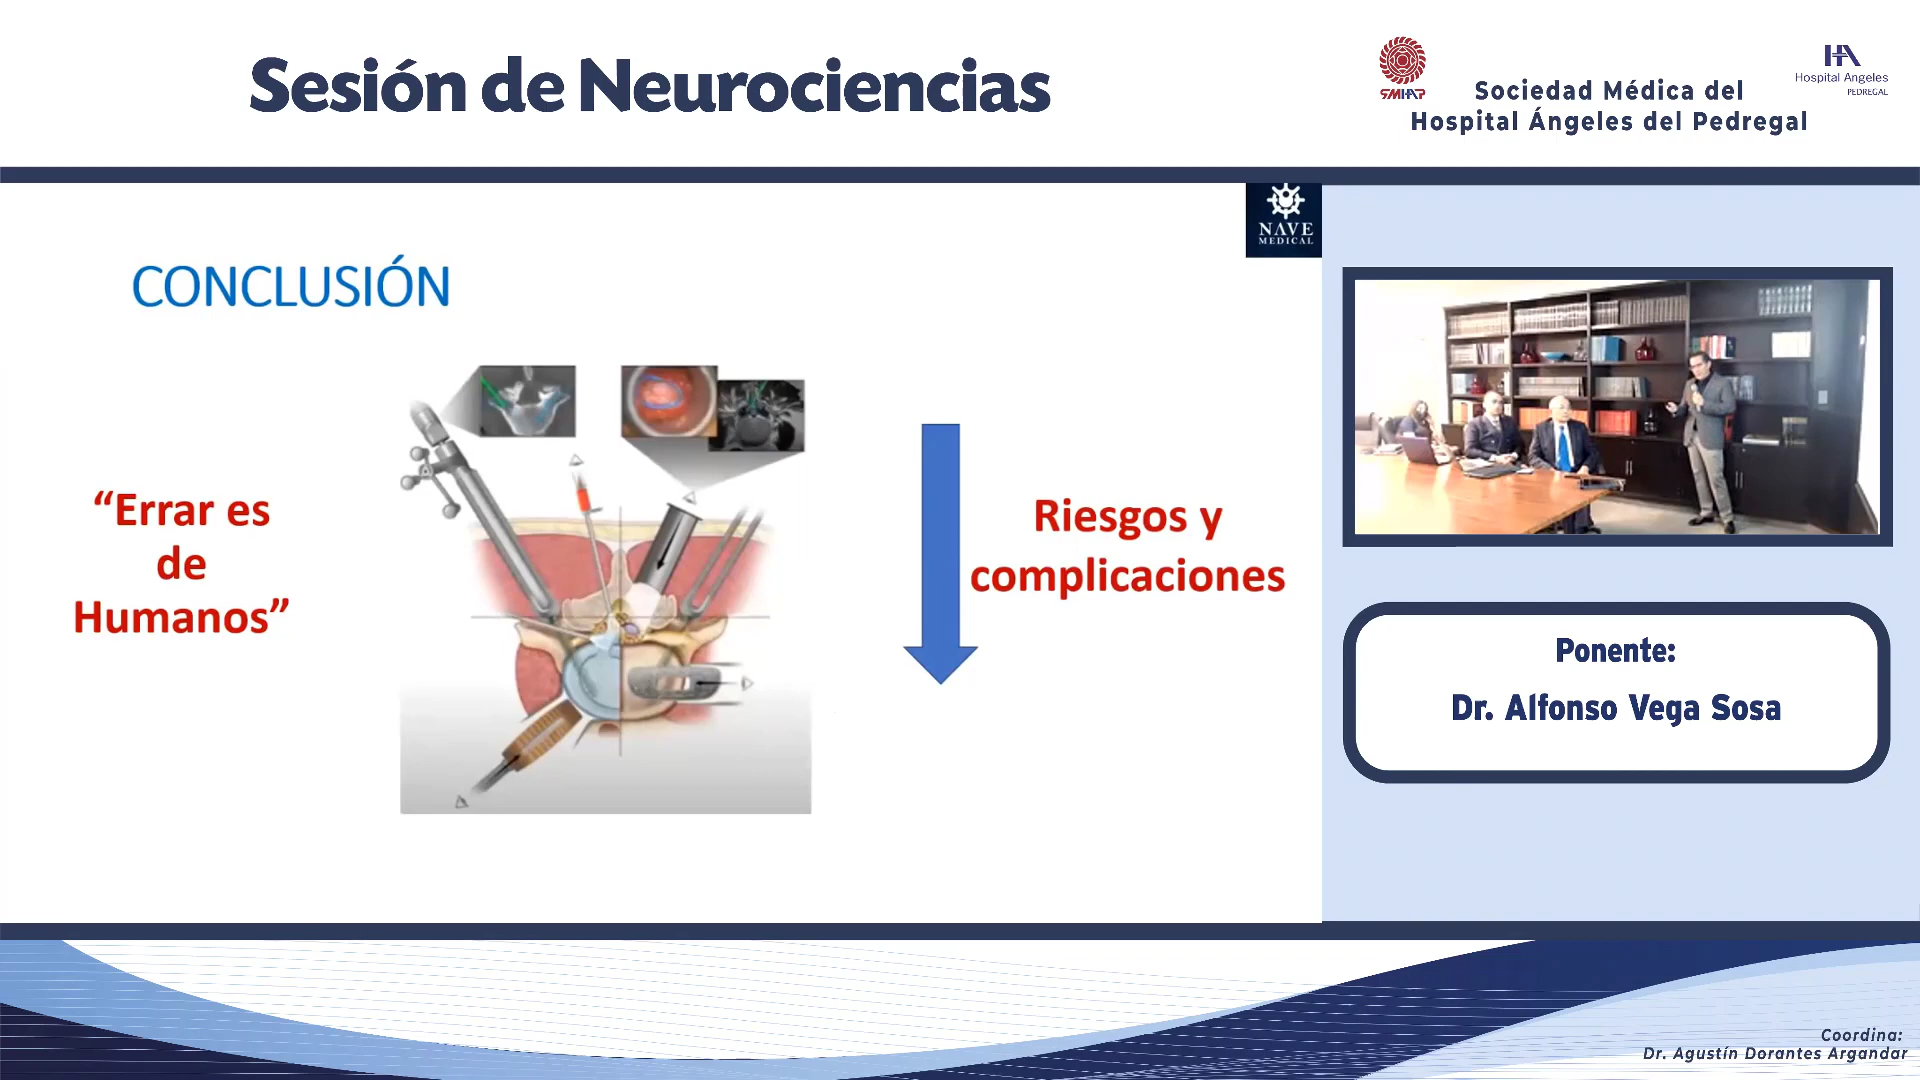 Sesión de Neurociencias
SMHAP
Sociedad Médica del
Hospital Ángeles del Pedregal
HA
Hospital Angeles
PEDREGAL
NAVE
MEDICAL
CONCLUSIÓN
“Errar es
de
Humanos”
Riesgos y
complicaciones
Ponente:
Dr. Alfonso Vega Sosa
Coordina:
Dr. Agustín Dorantes Argandar